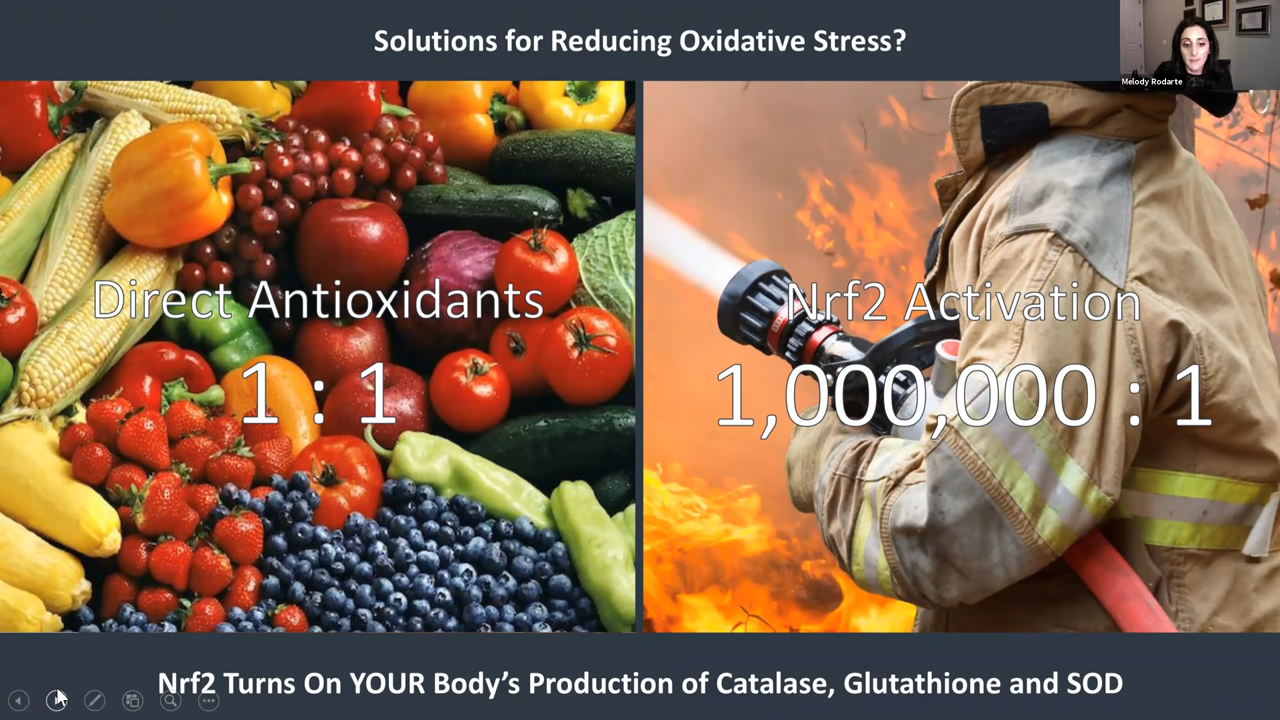 Solutions for Reducing Oxidative Stress?
Melody Rodarte
Direct Antioxidants
1 : 1
Nrf2 Activation
1,000,000 : 1
Nrf2 Turns On YOUR Body's Production of Catalase, Glutathione and SOD